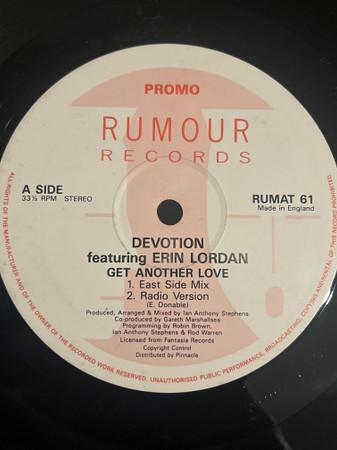 PROMO
RUMOUR
RECORDS
A SIDE
33⅓ RPM STEREO
RUMAT 61
Made in England
DEVOTION
featuring ERIN LORDAN
GET ANOTHER LOVE
1. East Side Mix
2. Radio Version
(E. Donable)
Produced, Arranged & Mixed by Ian Anthony Stephens
Co-produced by Gareth Marshallsea
Programming by Robin Brown,
Ian Anthony Stephens & Rod Warren
Licensed from Fantasia Records
Copyright Control
Distributed by Pinnacle
ALL RIGHTS OF THE MANUFACTURER AND OF THE OWNER OF THE RECORDED WORK RESERVED. UNAUTHORISED PUBLIC PERFORMANCE, BROADCASTING, COPYING AND RENTAL OF THIS RECORD PROHIBITED.